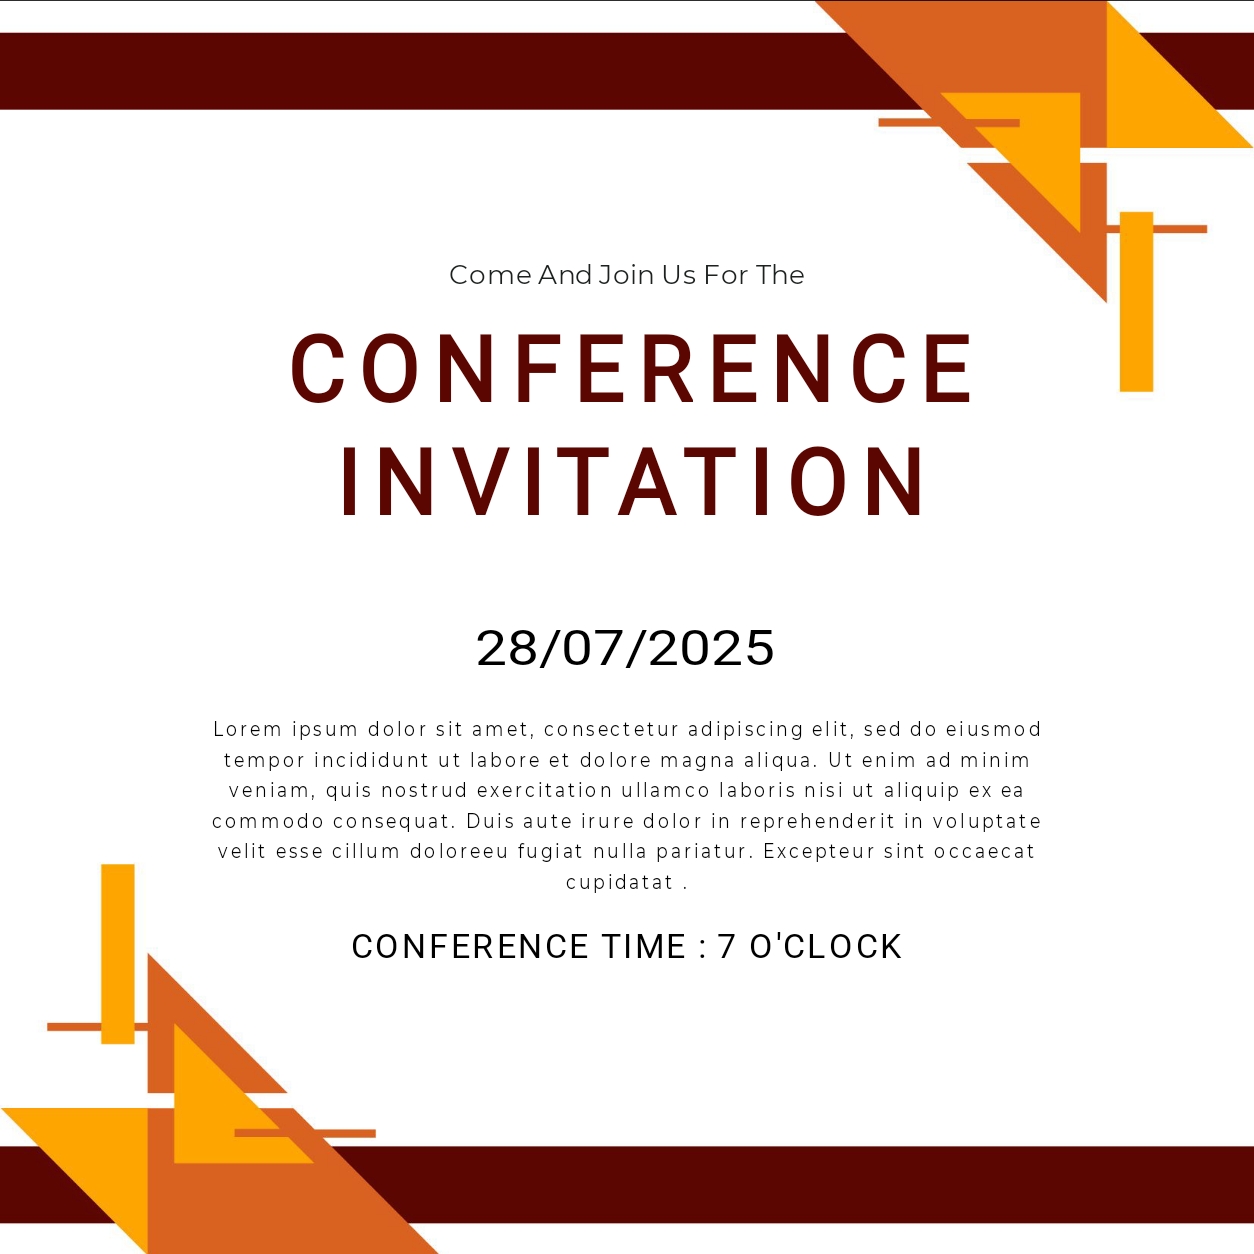 Come And Join Us For The
CONFERENCE
INVITATION
28/07/2025
Lorem ipsum dolor sit amet, consectetur adipiscing elit, sed do eiusmod
tempor incididunt ut labore et dolore magna aliqua. Ut enim ad minim
veniam, quis nostrud exercitation ullamco laboris nisi ut aliquip ex ea
commodo consequat. Duis aute irure dolor in reprehenderit in voluptate
velit esse cillum doloreeu fugiat nulla pariatur. Excepteur sint occaecat
cupidatat .
CONFERENCE TIME : 7 O'CLOCK